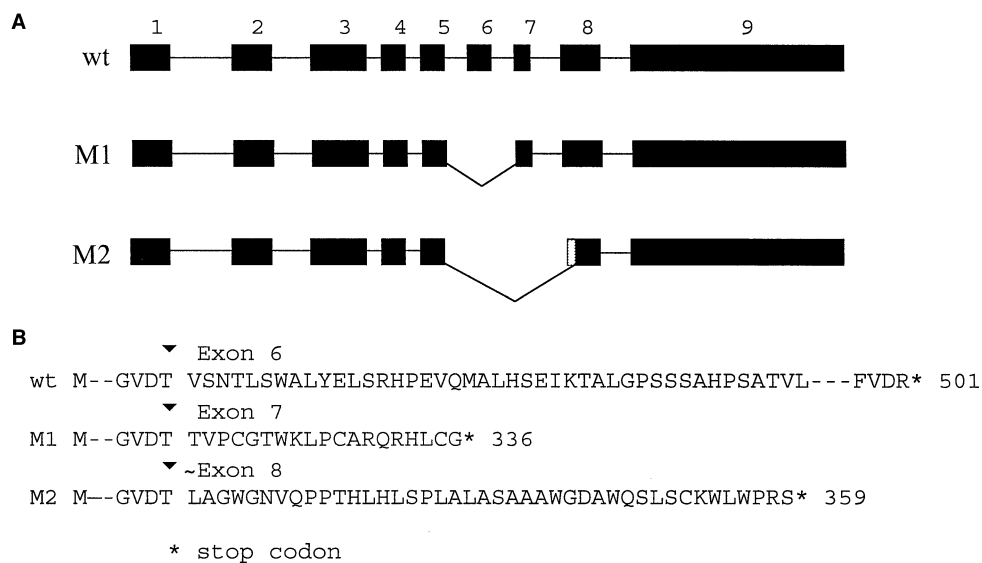 A
1 2 3 4 5 6 7 8 9
wt
M1
M2
B
Exon 6
wt M--GVDT VSNTLSWALYELSRHPEVQMALHSEIKTALGPSSSAHPSATVL---FVDR* 501
Exon 7
M1 M--GVDT TVPCGTWKLPCARQRHLCG* 336
~Exon 8
M2 M--GVDT LAGWGNVQPPTHLHLSPLALASAAAWGDAWQSLSCKWLWPRS* 359
* stop codon